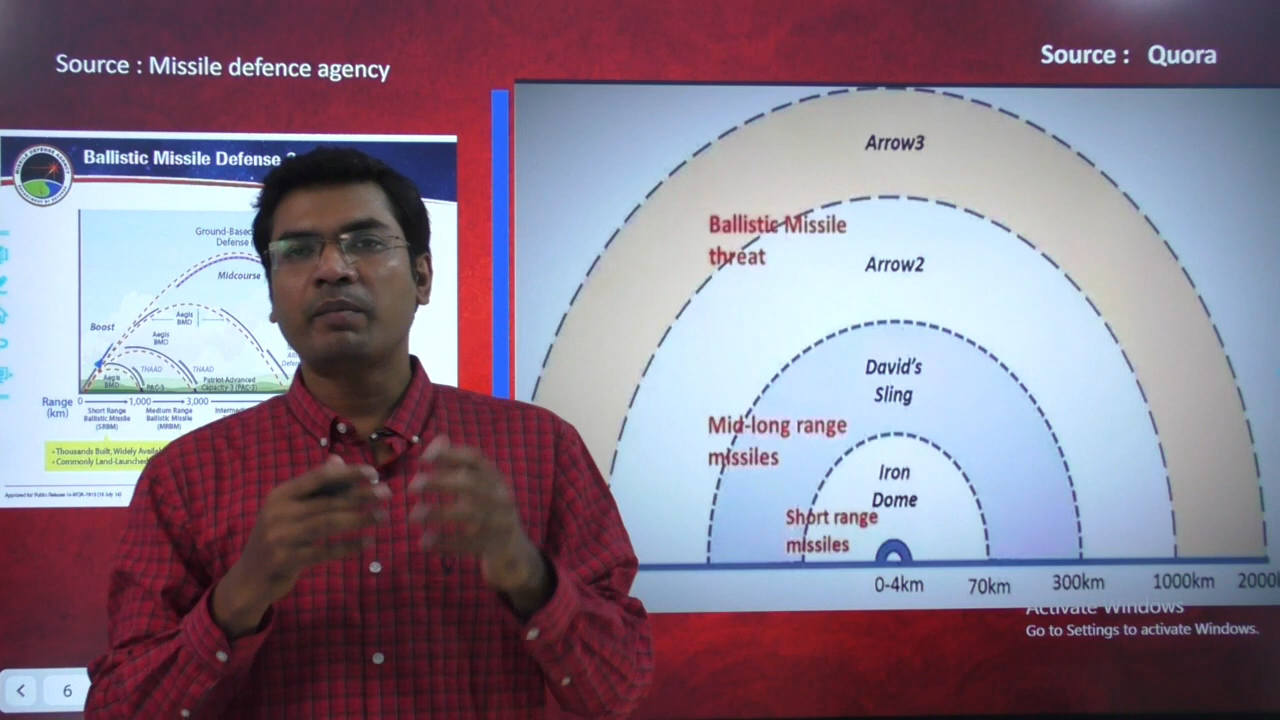 Source : Missile defence agency
Source : Quora
Ballistic Missile Defense
Ground-Based
Defense
Midcourse
Boost
Aegis
BMD
Aegis
BMD
Aegis
BMD
THAAD
THAAD
PAC-3
Patriot Advanced
Capacity-3 (PAC-3)
Range
(km)
0
1,000
3,000
Short Range
Ballistic Missile
(SRBM)
Medium Range
Ballistic Missile
(MRBM)
• Thousands Built, Widely
• Commonly Land-Launched
Arrow3
Ballistic Missile
threat
Arrow2
David's
Sling
Mid-long range
missiles
Iron
Dome
Short range
missiles
0-4km
70km
300km
1000km
Activate Windows
Go to Settings to activate Windows.
6